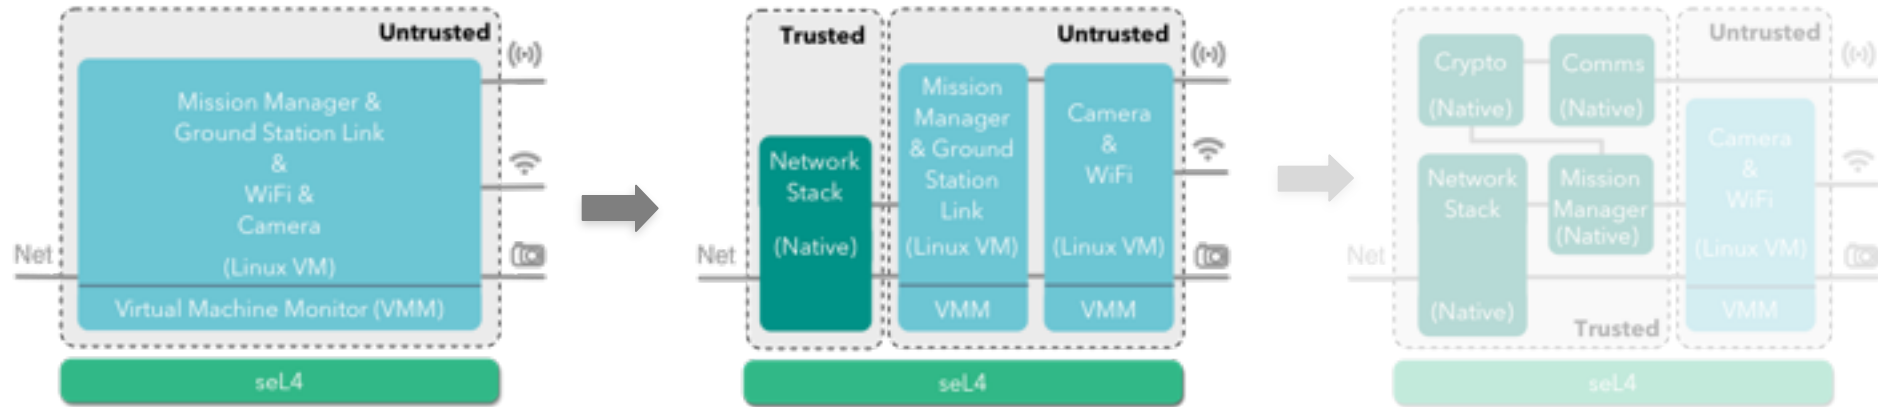 Untrusted
Mission Manager &
Ground Station Link
&
WiFi &
Camera
(Linux VM)
Virtual Machine Monitor (VMM)
Net
seL4
Trusted
Network
Stack
(Native)
Net
Untrusted
Mission
Manager
& Ground
Station
Link
(Linux VM)
VMM
Camera
&
WiFi
(Linux VM)
VMM
seL4
Crypto
(Native)
Comms
(Native)
Network
Stack
(Native)
Mission
Manager
(Native)
Trusted
Net
Untrusted
Camera
&
WiFi
(Linux VM)
VMM
seL4